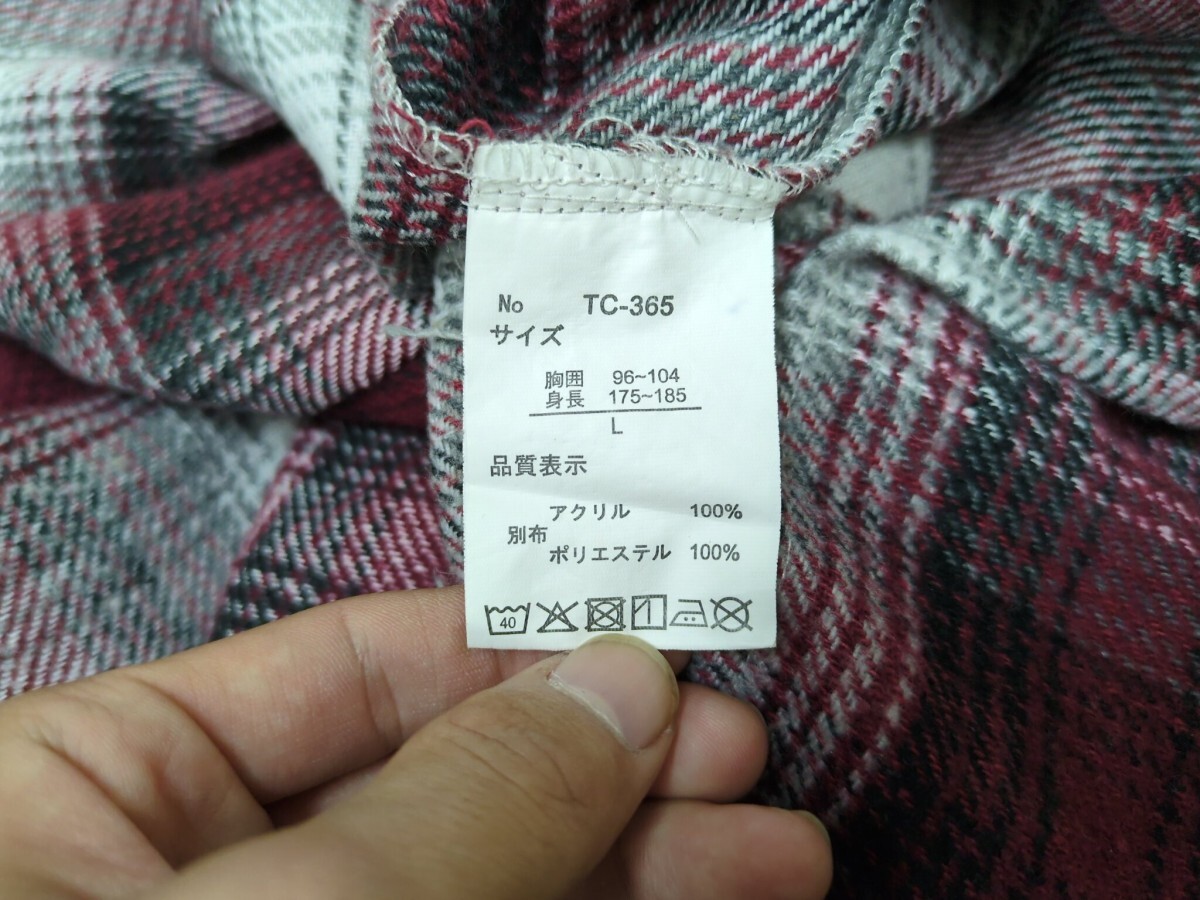 No TC-365
サイズ
胸囲 96~104
身長 175~185
L
品質表示
アクリル 100%
別布
ポリエステル 100%
40